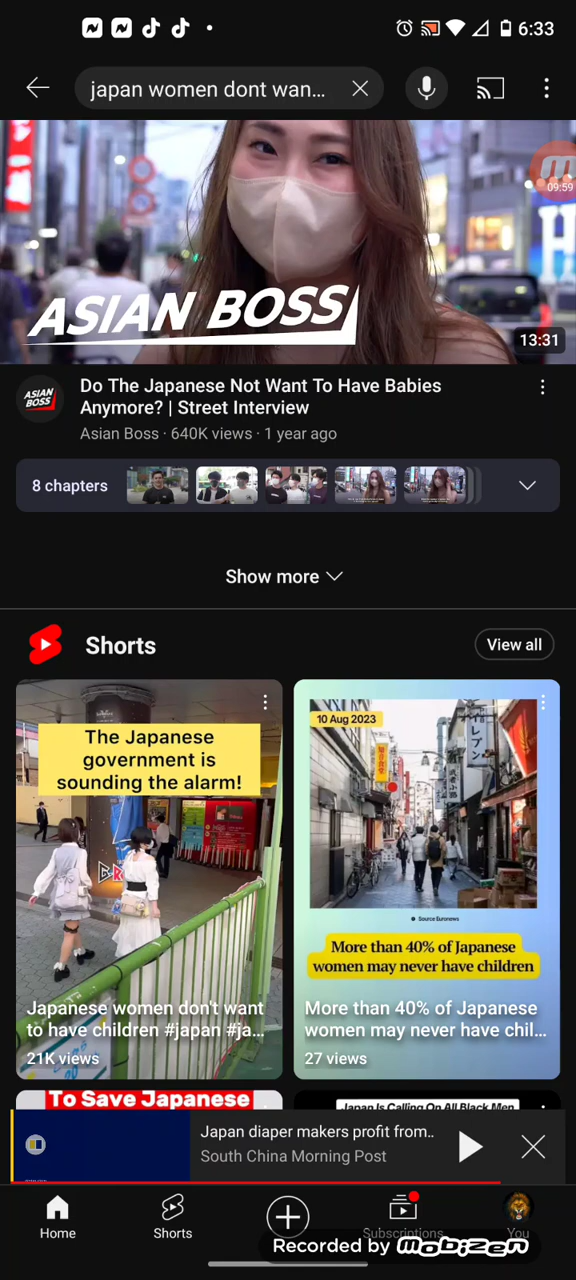 6:33
japan women dont wan...
09:59
ASIAN BOSS
13:31
ASIAN BOSS
Do The Japanese Not Want To Have Babies
Anymore? | Street Interview
Asian Boss · 640K views · 1 year ago
8 chapters
Show more
Shorts
View all
The Japanese
government is
sounding the alarm!
Japanese women don't want
to have children #japan #ja...
21K views
10 Aug 2023
Source Euronews
More than 40% of Japanese
women may never have children
More than 40% of Japanese
women may never have chil...
27 views
To Save Japanese
Japan Is Calling On All Black Men
Japan diaper makers profit from..
South China Morning Post
Home
Shorts
Subscriptions
You
Recorded by mobizen